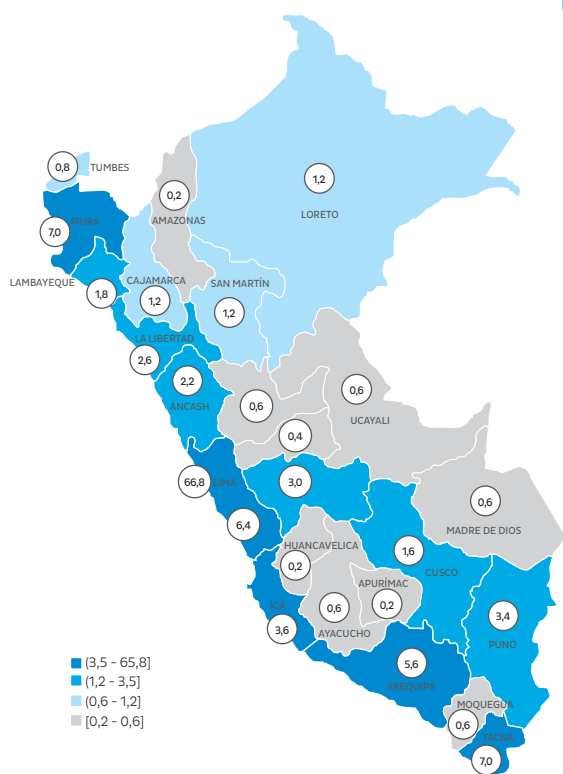 0,8
TUMBES
0,2
AMAZONAS
1,2
LORETO
PIURA
7,0
LAMBAYEQUE
1,8
CAJAMARCA
1,2
SAN MARTÍN
1,2
LA LIBERTAD
2,6
2,2
ÁNCASH
0,6
0,6
UCAYALI
0,4
66,8
LIMA
3,0
0,6
MADRE DE DIOS
6,4
HUANCAVELICA
0,2
1,6
CUSCO
APURÍMAC
0,2
0,6
AYACUCHO
ICA
3,6
3,4
PUNO
5,6
AREQUIPA
MOQUEGUA
0,6
TACNA
7,0
(3,5 - 65,8]
(1,2 - 3,5]
(0,6 - 1,2]
[0,2 - 0,6]